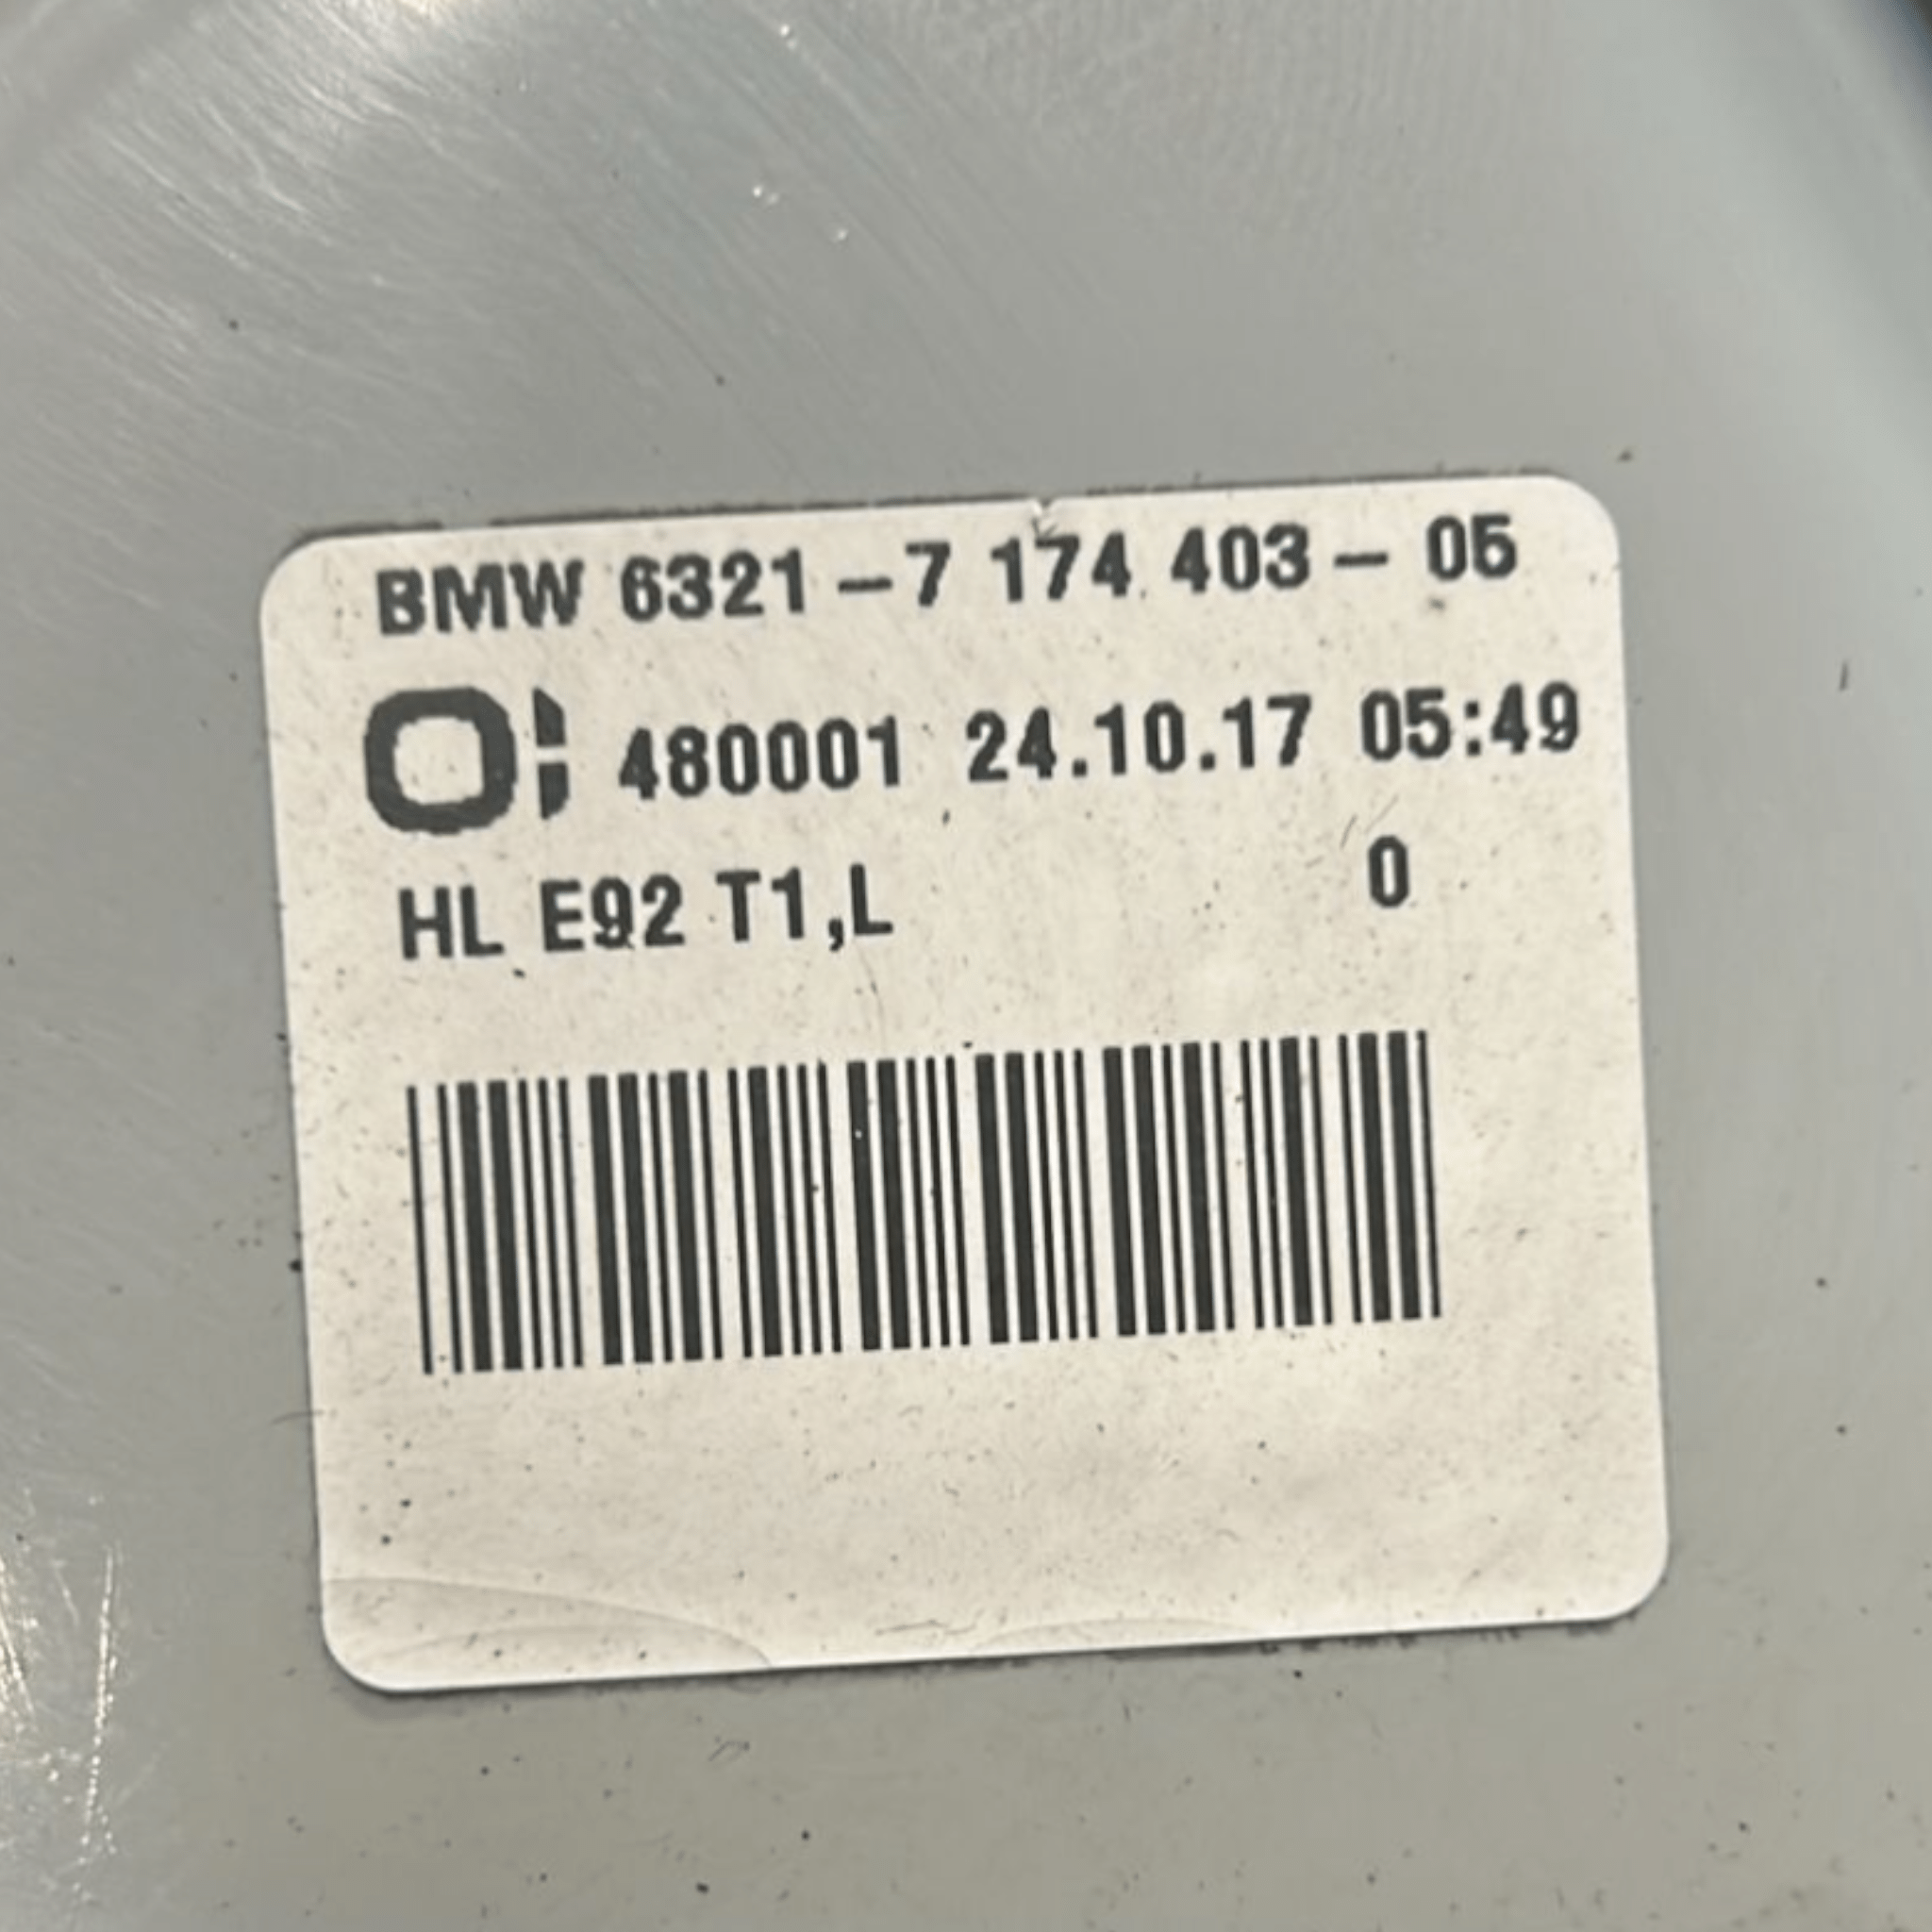 BMW 6321-7 174 403- 05
480001 24.10.17 05:49
HL E92 T1,L 0